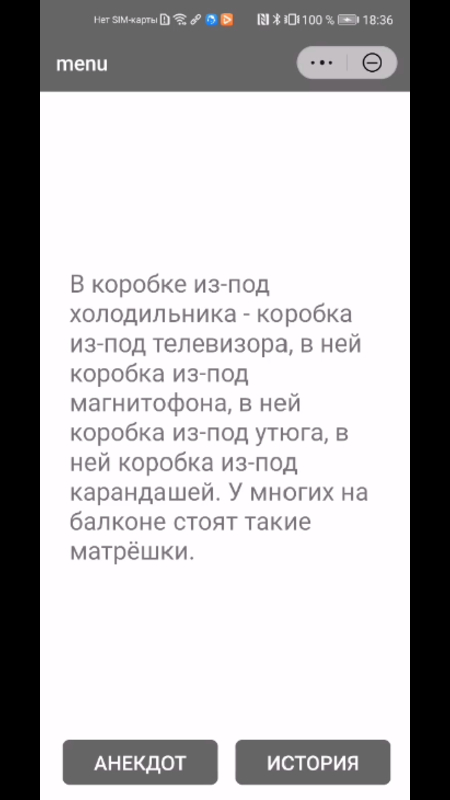 Нет SIM-карты 100 % 18:36
menu
В коробке из-под
холодильника - коробка
из-под телевизора, в ней
коробка из-под
магнитофона, в ней
коробка из-под утюга, в
ней коробка из-под
карандашей. У многих на
балконе стоят такие
матрёшки.
АНЕКДОТ ИСТОРИЯ